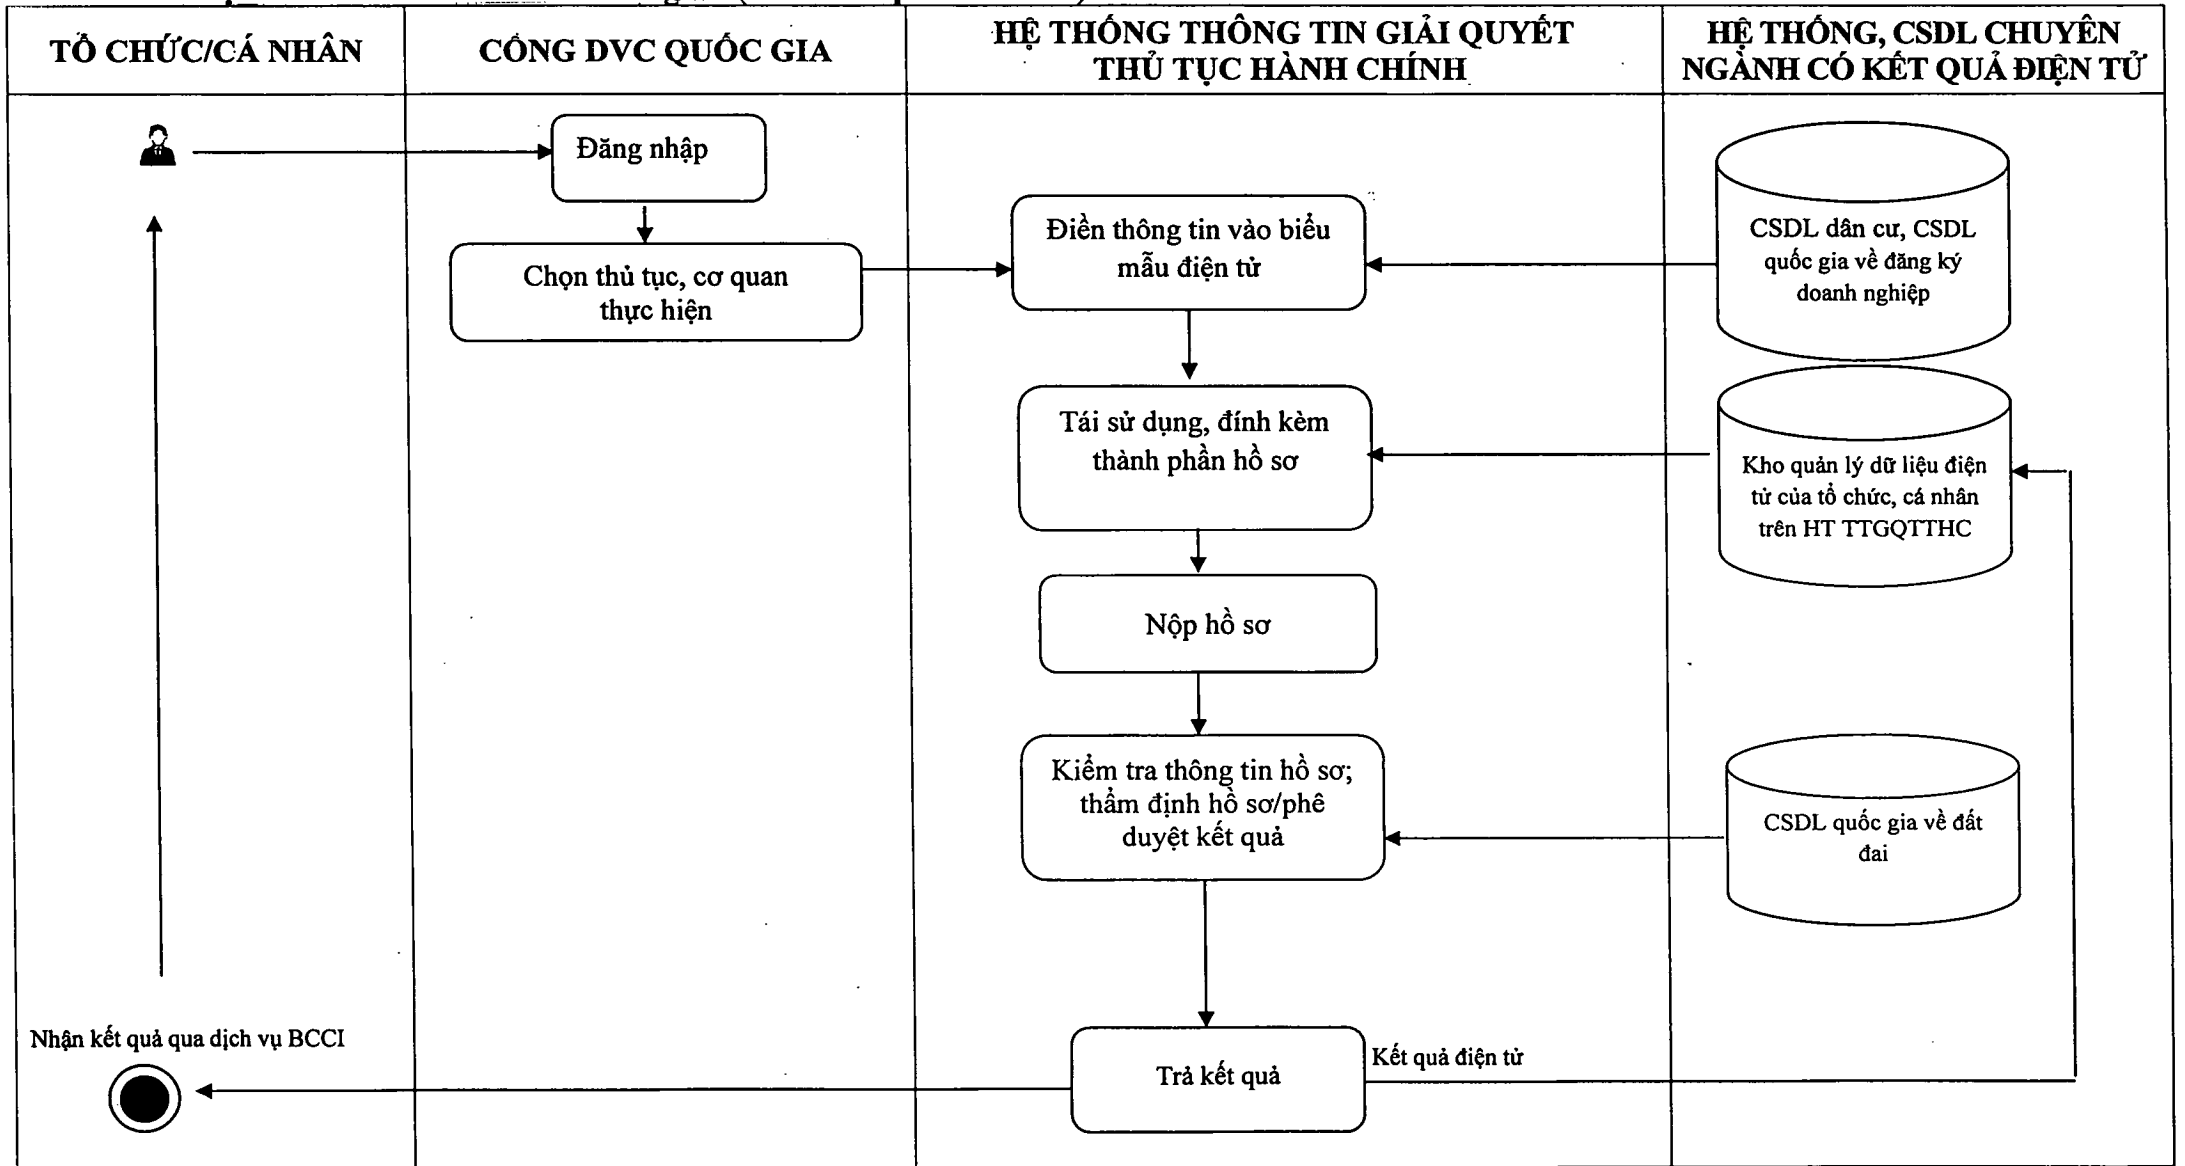 TỔ CHỨC/CÁ NHÂN
CỔNG DVC QUỐC GIA
HỆ THỐNG THÔNG TIN GIẢI QUYẾT
THỦ TỤC HÀNH CHÍNH
HỆ THỐNG, CSDL CHUYÊN
NGÀNH CÓ KẾT QUẢ ĐIỆN TỬ
Đăng nhập
Chọn thủ tục, cơ quan
thực hiện
Điền thông tin vào biểu
mẫu điện tử
CSDL dân cư, CSDL
quốc gia về đăng ký
doanh nghiệp
Tái sử dụng, đính kèm
thành phần hồ sơ
Kho quản lý dữ liệu điện
tử của tổ chức, cá nhân
trên HT TTGQTTHC
Nộp hồ sơ
Kiểm tra thông tin hồ sơ;
thẩm định hồ sơ/phê
duyệt kết quả
CSDL quốc gia về đất
đai
Nhận kết quả qua dịch vụ BCCI
Trả kết quả
Kết quả điện tử